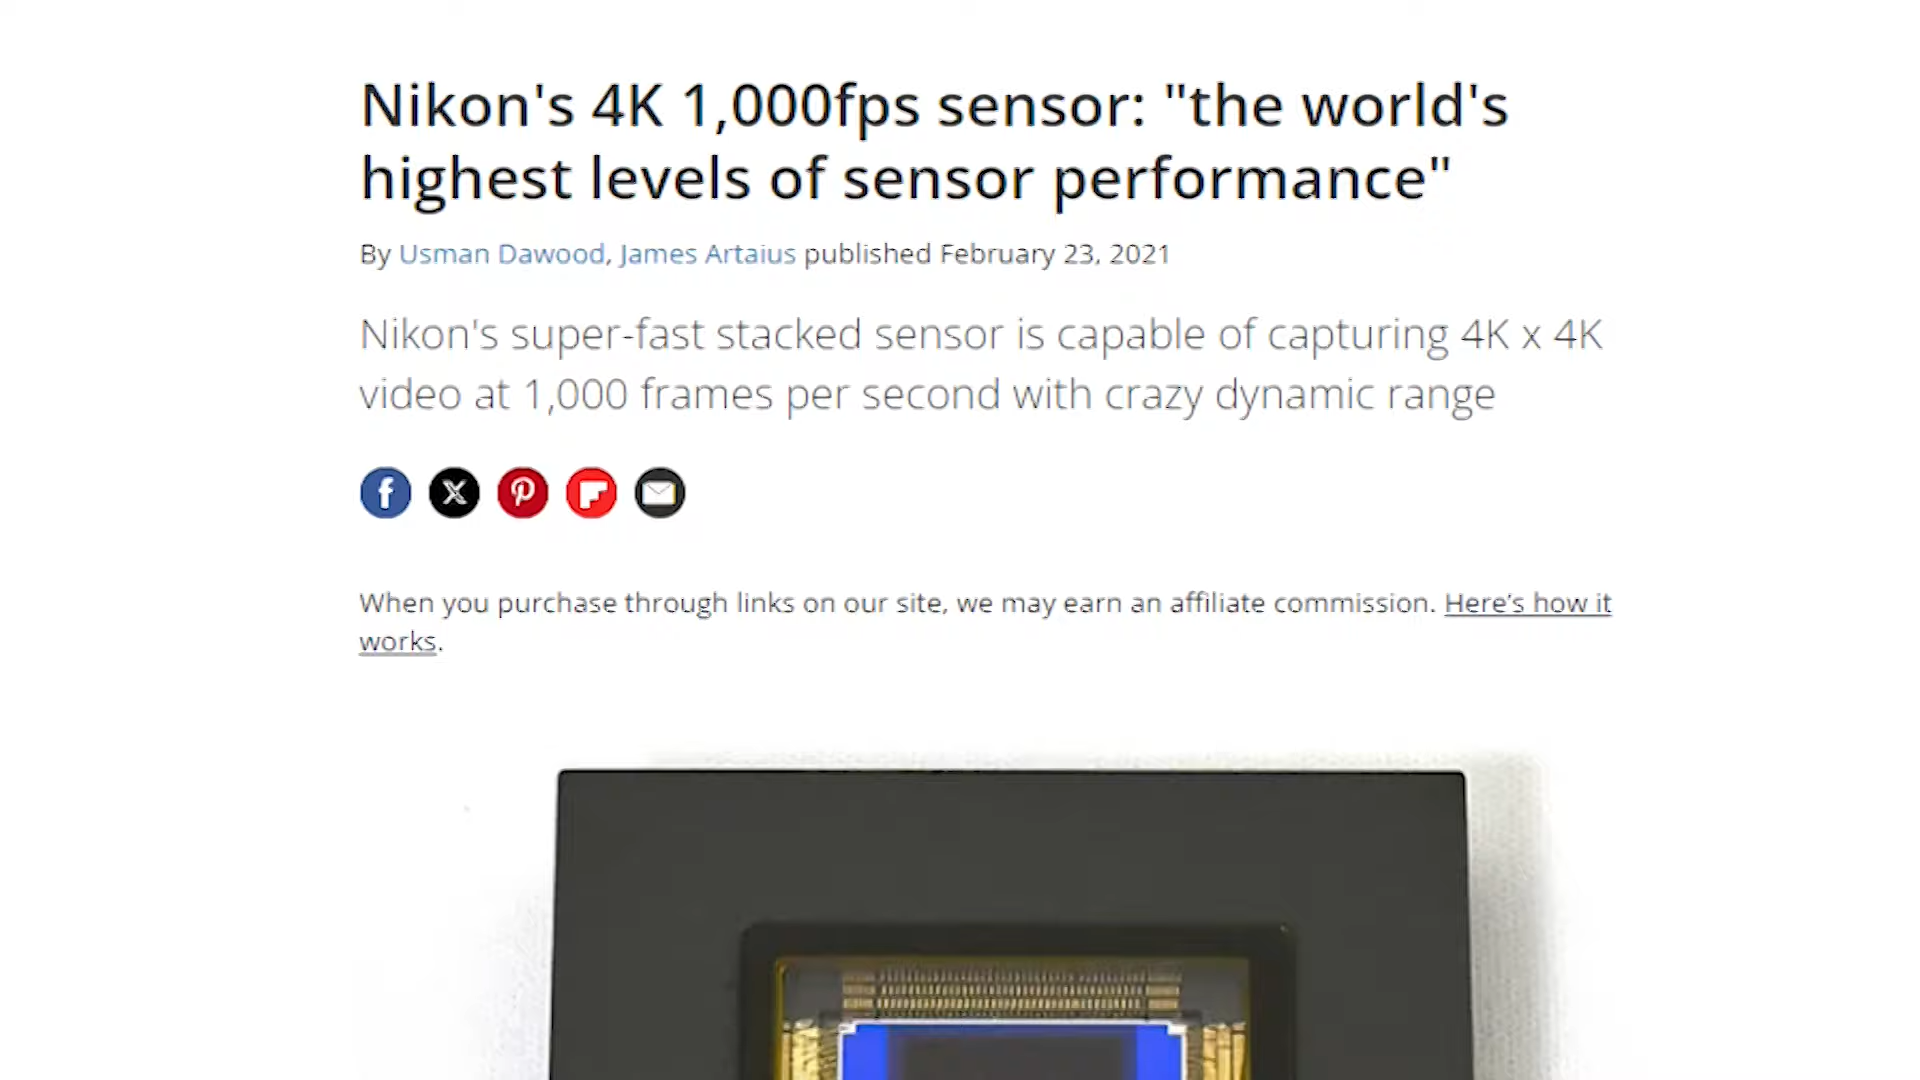 Nikon's 4K 1,000fps sensor: "the world's
highest levels of sensor performance"
By Usman Dawood, James Artaius published February 23, 2021
Nikon's super-fast stacked sensor is capable of capturing 4K x 4K
video at 1,000 frames per second with crazy dynamic range
When you purchase through links on our site, we may earn an affiliate commission. Here’s how it
works.